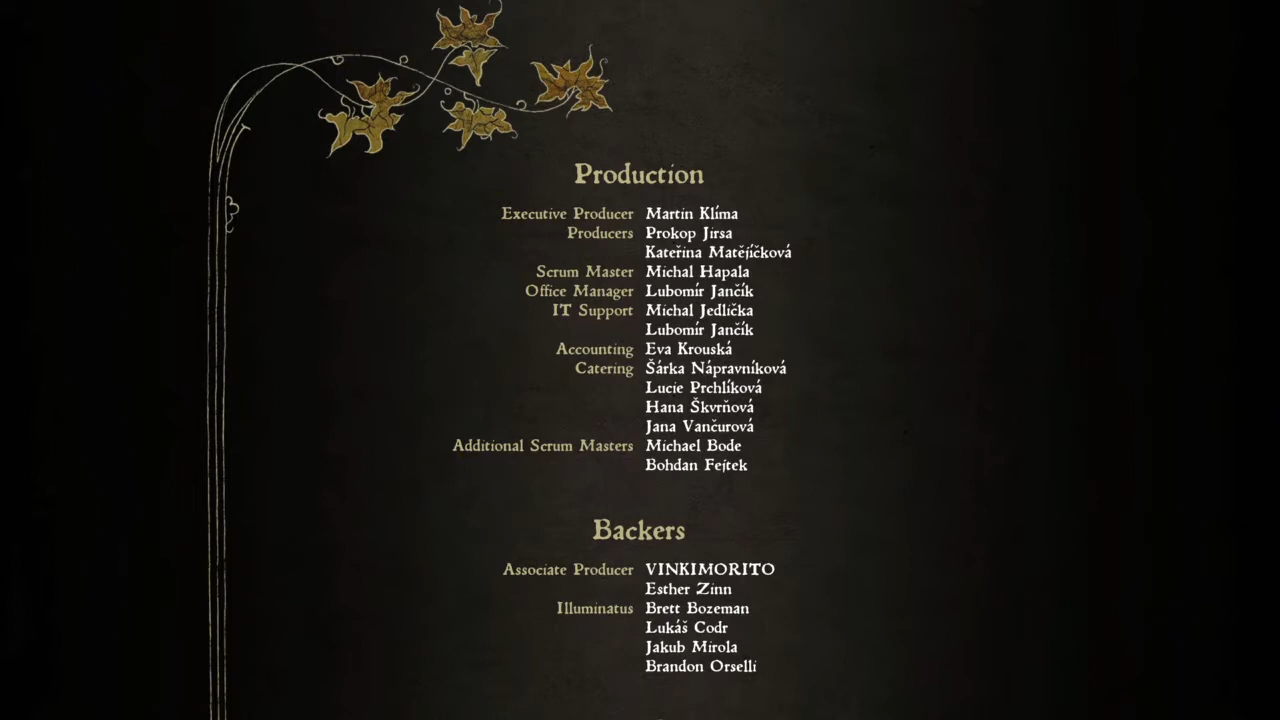 Production
Executive Producer Martin Klíma
Producers Prokop Jirsa
Kateřina Matějíčková
Scrum Master Michal Hapala
Office Manager Lubomír Jančík
IT Support Michal Jedlička
Lubomír Jančík
Accounting Eva Krouská
Catering Šárka Nápravníková
Lucie Prchlíková
Hana Škvrňová
Jana Vančurová
Additional Scrum Masters Michael Bode
Bohdan Fejtek
Backers
Associate Producer VINKIMORITO
Esther Zinn
Illuminatus Brett Bozeman
Lukáš Codr
Jakub Mirola
Brandon Orselli